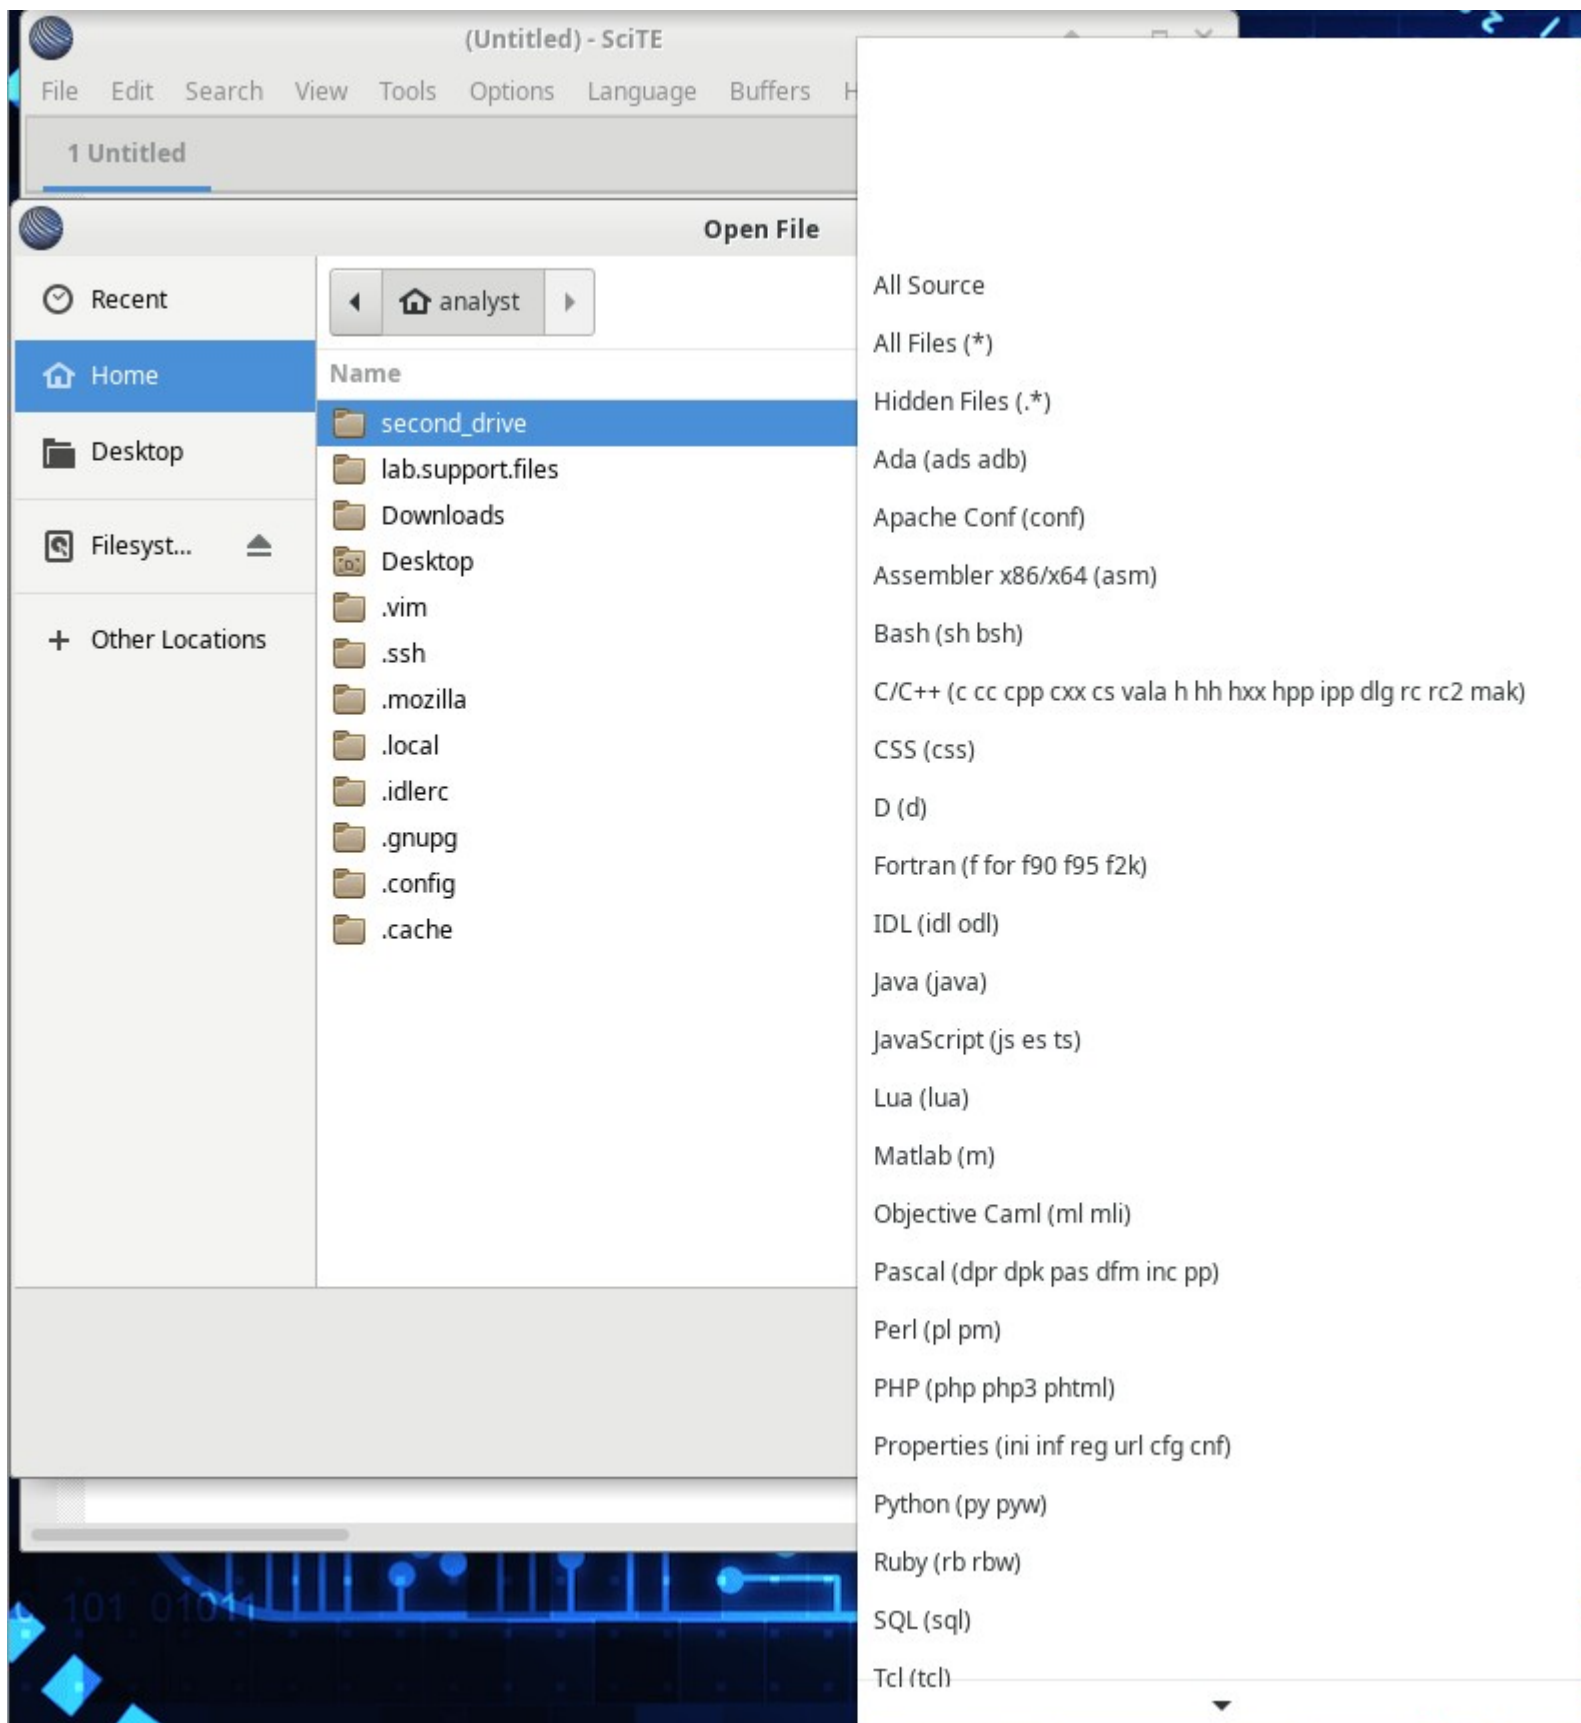 (Untitled) - SciTE
File Edit Search View Tools Options Language Buffers H
1 Untitled
Open File
Recent
Home
Desktop
Filesyst...
Other Locations
analyst
Name
second_drive
lab.support.files
Downloads
Desktop
.vim
.ssh
.mozilla
.local
.idlerc
.gnupg
.config
.cache
All Source
All Files (*)
Hidden Files (.*)
Ada (ads adb)
Apache Conf (conf)
Assembler x86/x64 (asm)
Bash (sh bsh)
C/C++ (c cc cpp cxx cs vala h hh hxx hpp ipp dlg rc rc2 mak)
CSS (css)
D (d)
Fortran (f for f90 f95 f2k)
IDL (idl odl)
Java (java)
JavaScript (js es ts)
Lua (lua)
Matlab (m)
Objective Caml (ml mli)
Pascal (dpr dpk pas dfm inc pp)
Perl (pl pm)
PHP (php php3 phtml)
Properties (ini inf reg url cfg cnf)
Python (py pyw)
Ruby (rb rbw)
SQL (sql)
Tcl (tcl)
101 01011